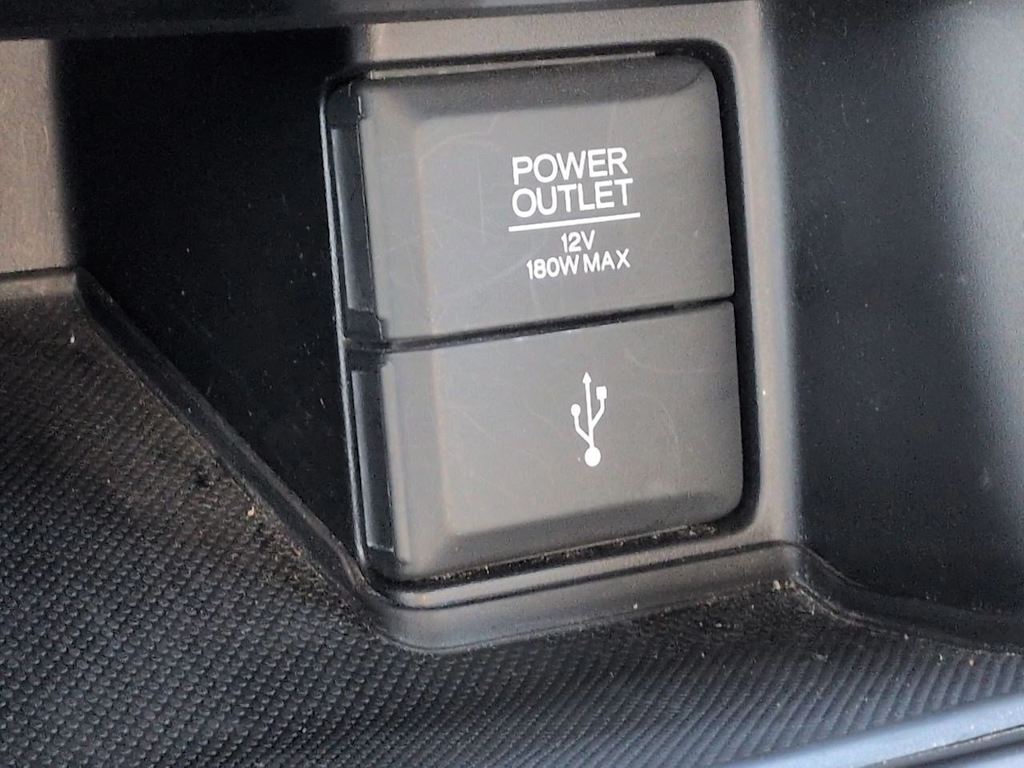 POWER
OUTLET
12V
180W MAX